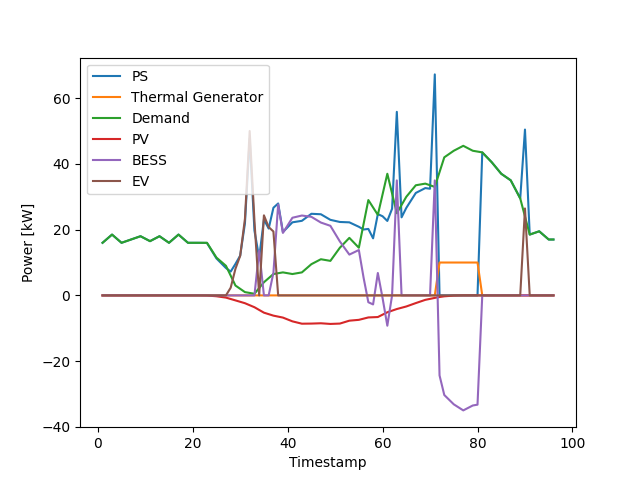 PS
Thermal Generator
Demand
PV
BESS
EV
Power [kW]
60
40
20
0
−20
−40
0 20 40 60 80 100
Timestamp